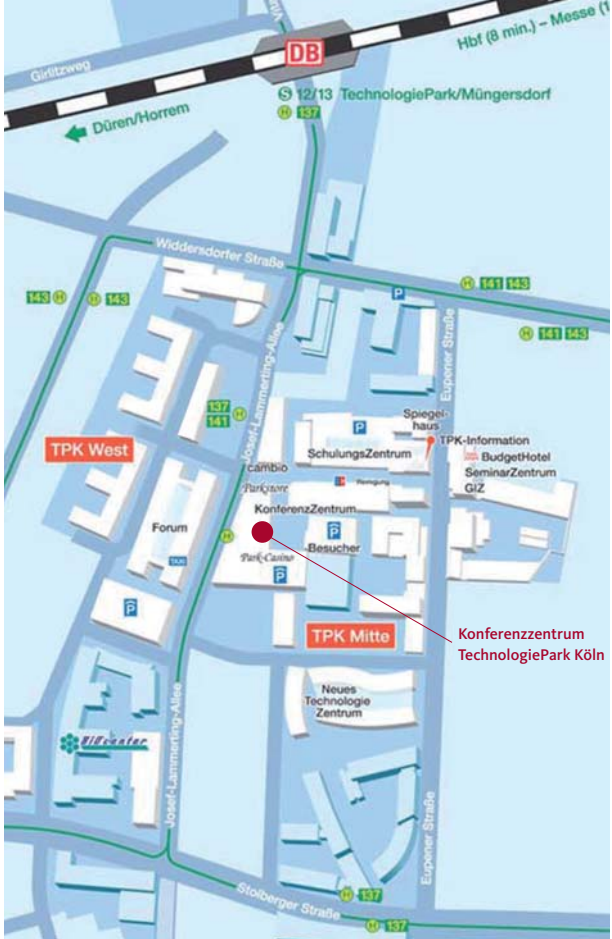 Girlitzweg
DB
Hbf (8 min.) – Messe (1
S 12/13 TechnologiePark/Müngersdorf
H 137
Düren/Horrem
Widdersdorfer Straße
143 H
H 143
H 141 143
H 141 143
P
Josef-Lammerting-Allee
Eupener Straße
137
141
H
Spiegel-
haus
TPK-Information
P
SchulungsZentrum
BudgetHotel
SeminarZentrum
GIZ
TPK West
cambio
Parkstore
Reinigung
KonferenzZentrum
Forum
TAXI
H
P
Besucher
Park-Casino
P
P
TPK Mitte
Konferenzzentrum
TechnologiePark Köln
Neues
Technologie
Zentrum
BioCenter
Josef-Lammerting-Allee
Eupener Straße
Stolberger Straße
H 137
H 137